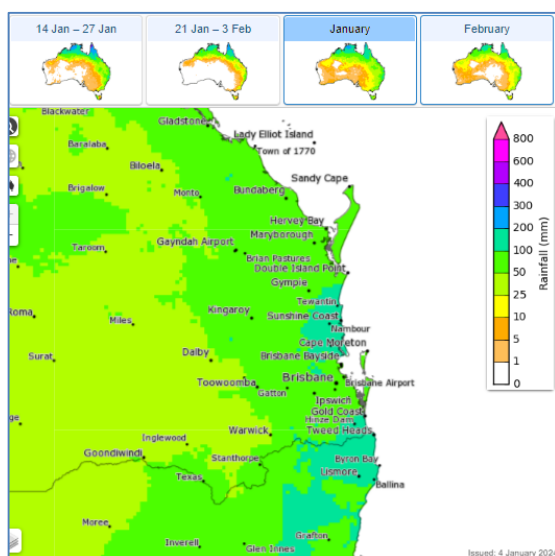 14 Jan – 27 Jan
21 Jan – 3 Feb
January
February
Blackwater
Gladstone
Lady Elliot Island
Town of 1770
Baralaba
Biloela
Sandy Cape
Brigalow
Monto
Bundaberg
Hervey Bay
Maryborough
Taroom
Gayndah Airport
Brian Pastures
Double Island Point
Gympie
Tewantin
Roma
Miles
Kingaroy
Sunshine Coast
Nambour
Cape Moreton
Surat
Dalby
Brisbane Bayside
Toowoomba
Brisbane
Brisbane Airport
Gatton
Ipswich
Gold Coast
Hinze Dam
Warwick
Tweed Heads
Inglewood
Goondiwindi
Stanthorpe
Byron Bay
Lismore
Texas
Ballina
Moree
Grafton
Inverell
Glen Innes
800
600
400
300
200
100
50
25
10
5
1
0
Rainfall (mm)